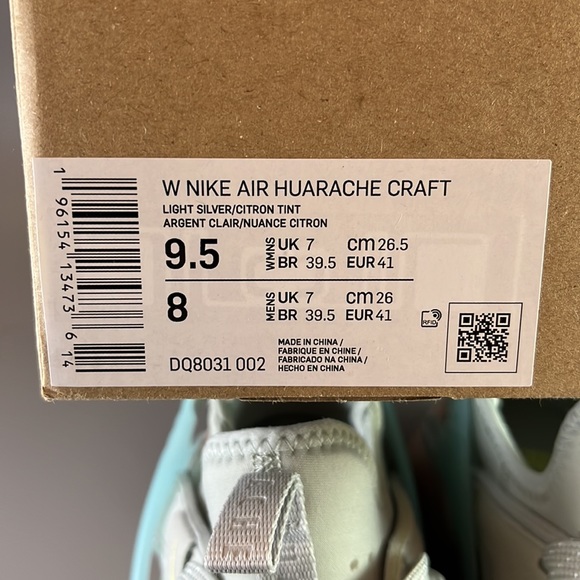 W NIKE AIR HUARACHE CRAFT
LIGHT SILVER/CITRON TINT
ARGENT CLAIR/NUANCE CITRON
9.5 WMNS UK 7 cm 26.5
BR 39.5 EUR 41
8 MENS UK 7 cm 26
BR 39.5 EUR 41
MADE IN CHINA /
FABRIQUE EN CHINE /
FABRICADO NA CHINA /
HECHO EN CHINA
DQ8031 002
RFID
1 96154 13473 6 14